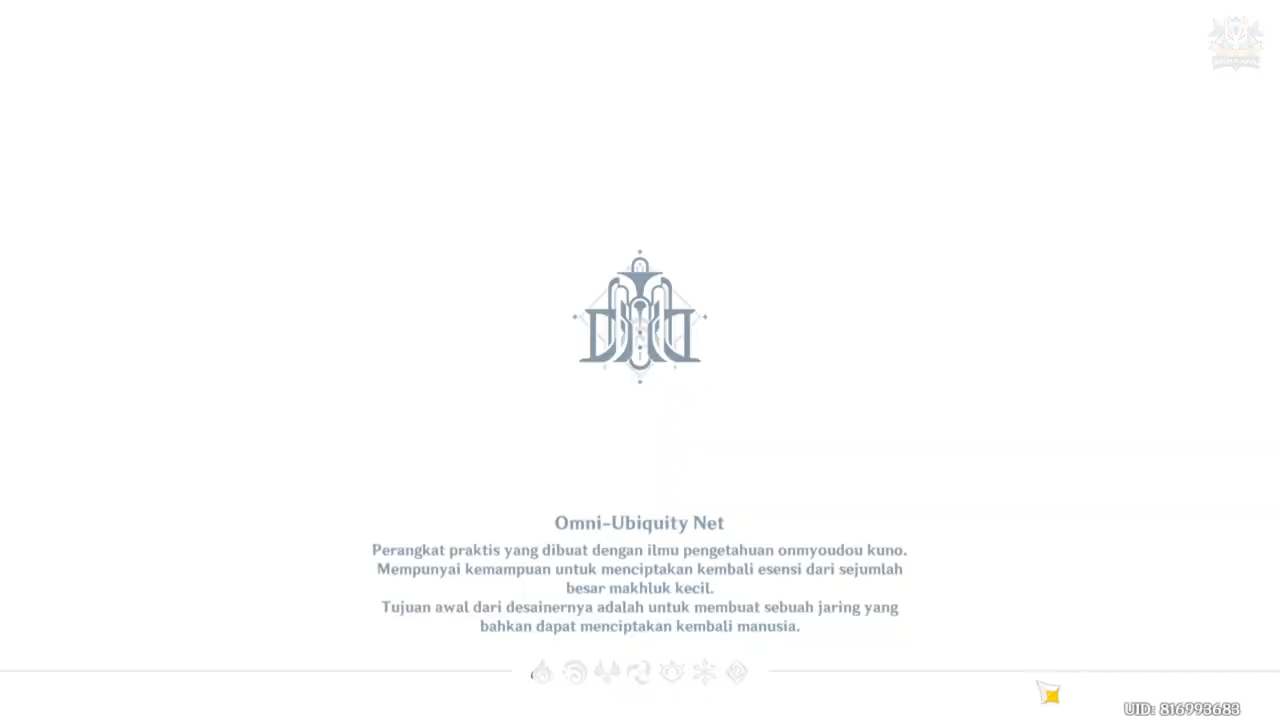 Omni-Ubiquity Net
Perangkat praktis yang dibuat dengan ilmu pengetahuan onmyoudou kuno.
Mempunyai kemampuan untuk menciptakan kembali esensi dari sejumlah
besar makhluk kecil.
Tujuan awal dari desainernya adalah untuk membuat sebuah jaring yang
bahkan dapat menciptakan kembali manusia.
UID: 816993683